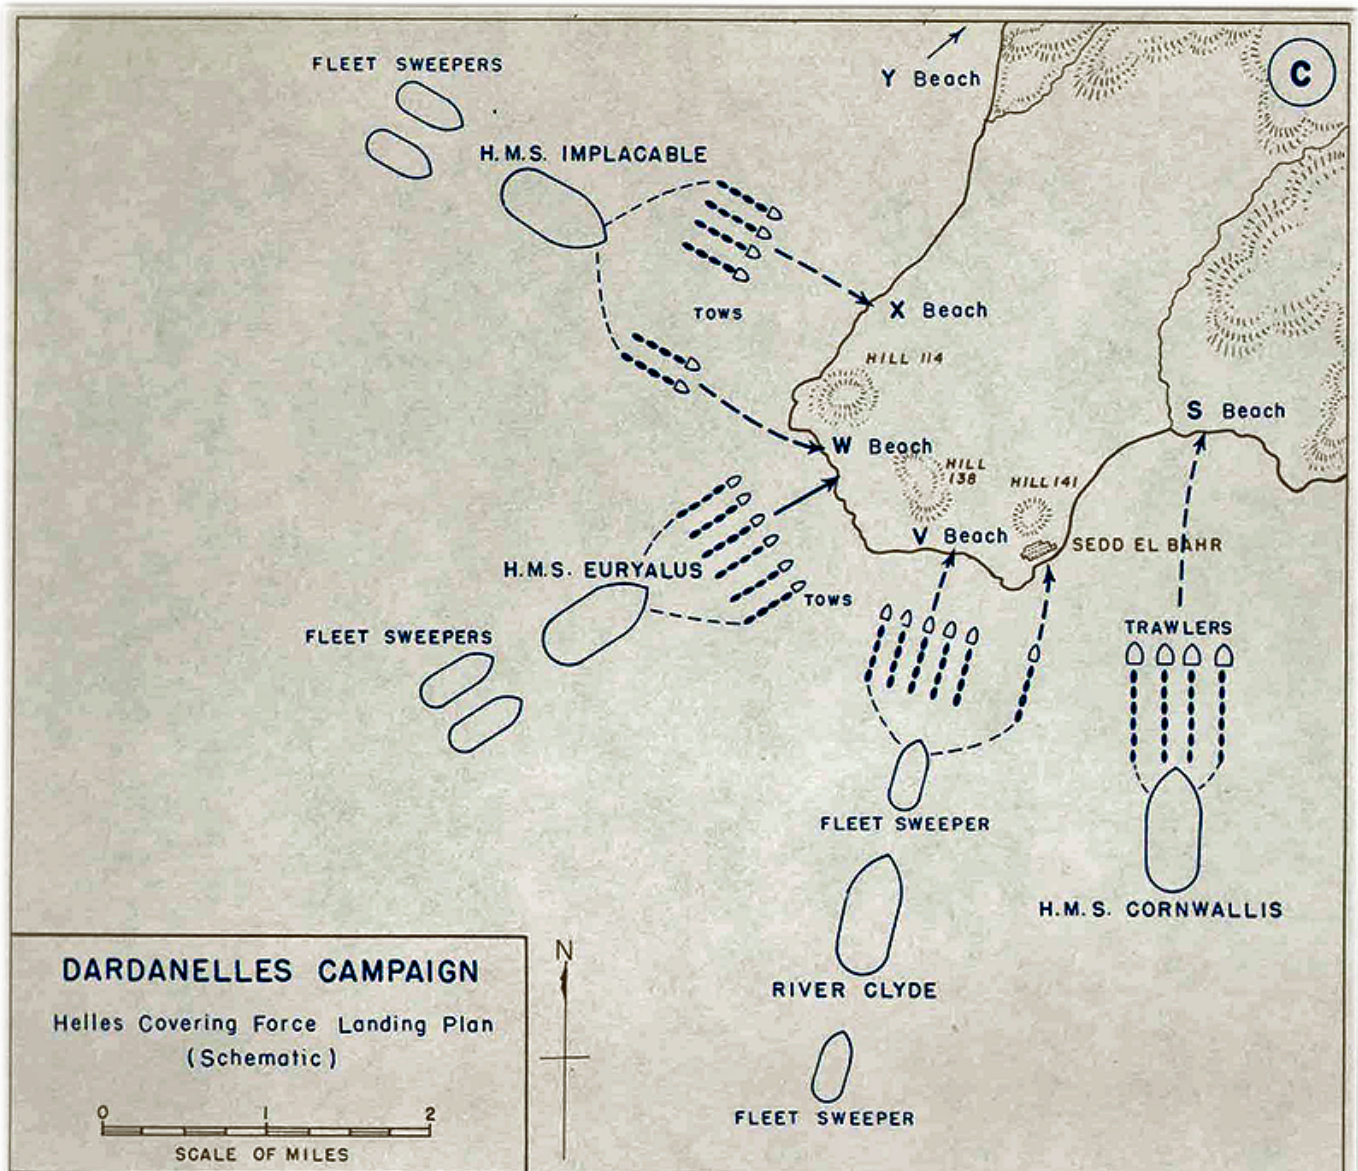 FLEET SWEEPERS
Y Beach
C
H.M.S. IMPLACABLE
TOWS
X Beach
HILL 114
S Beach
W Beach
HILL
138
HILL 141
V Beach
SEDD EL BAHR
H.M.S. EURYALUS
TOWS
FLEET SWEEPERS
TRAWLERS
FLEET SWEEPER
H.M.S. CORNWALLIS
RIVER CLYDE
FLEET SWEEPER
DARDANELLES CAMPAIGN
Helles Covering Force Landing Plan
(Schematic)
0 1 2
SCALE OF MILES
N